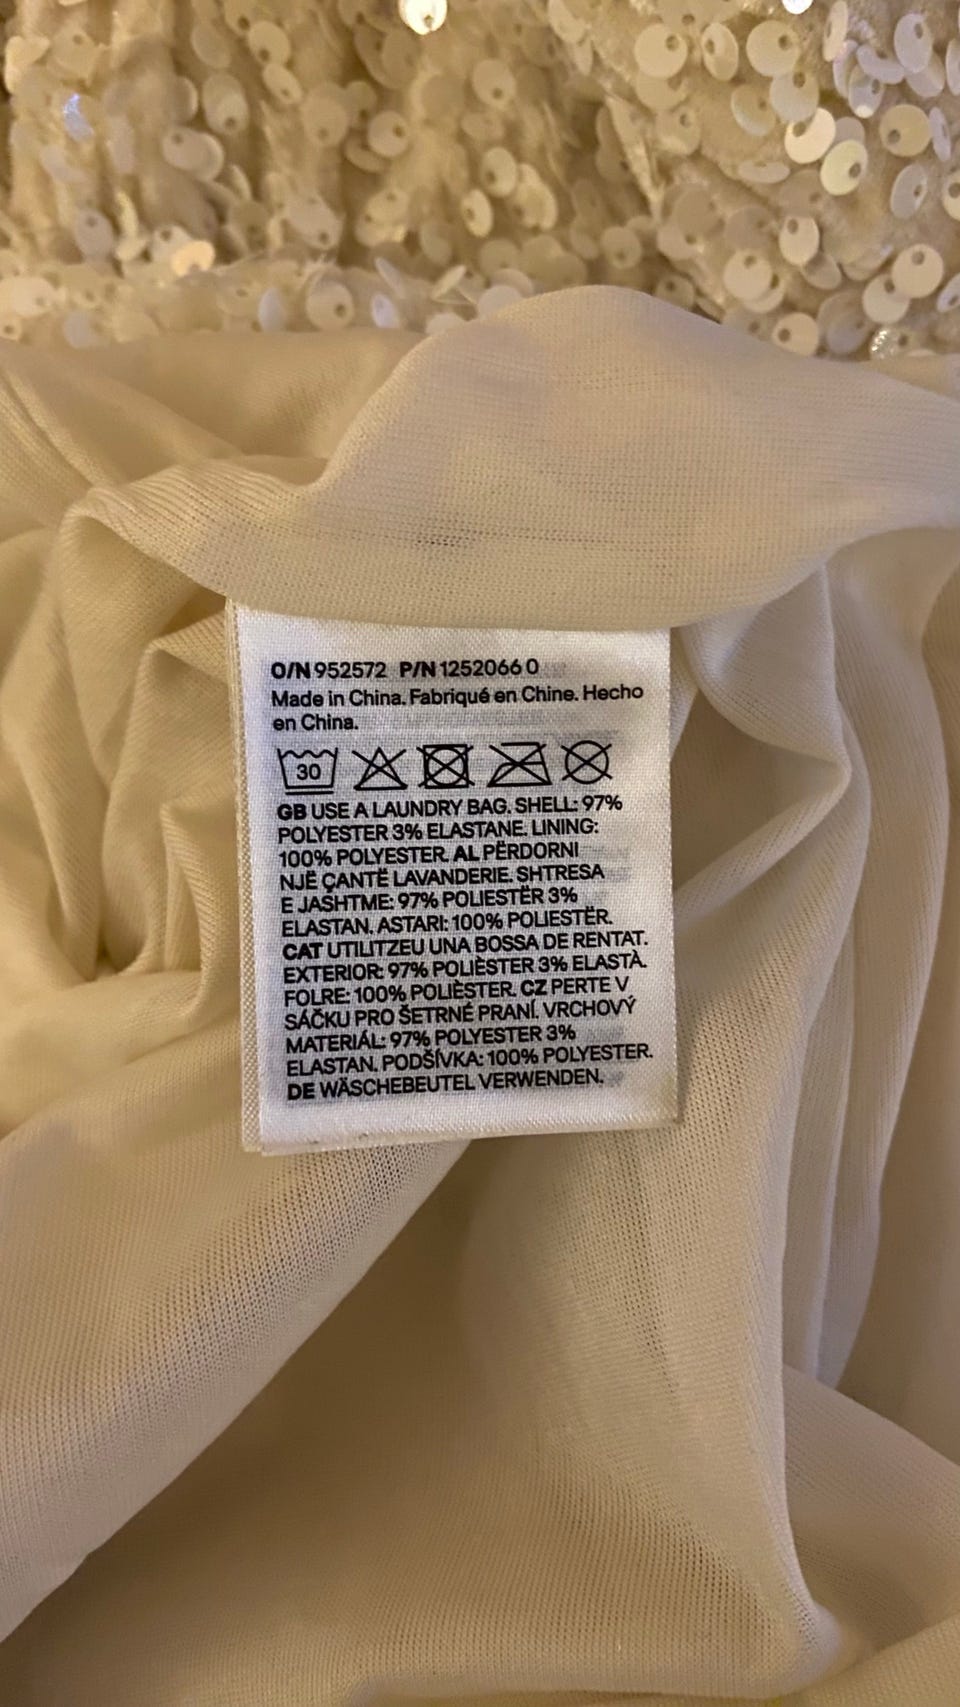 O/N 952572 P/N 1252066 0
Made in China. Fabriqué en Chine. Hecho
en China.
30
GB USE A LAUNDRY BAG. SHELL: 97%
POLYESTER 3% ELASTANE. LINING:
100% POLYESTER. AL PËRDORNI
NJË ÇANTË LAVANDERIE. SHTRESA
E JASHTME: 97% POLIESTËR 3%
ELASTAN. ASTARI: 100% POLIESTËR.
CAT UTILITZEU UNA BOSSA DE RENTAT.
EXTERIOR: 97% POLIÈSTER 3% ELASTÀ.
FOLRE: 100% POLIÈSTER. CZ PERTE V
SÁČKU PRO ŠETRNÉ PRANÍ. VRCHOVÝ
MATERIÁL: 97% POLYESTER 3%
ELASTAN. PODŠÍVKA: 100% POLYESTER.
DE WÄSCHEBEUTEL VERWENDEN.